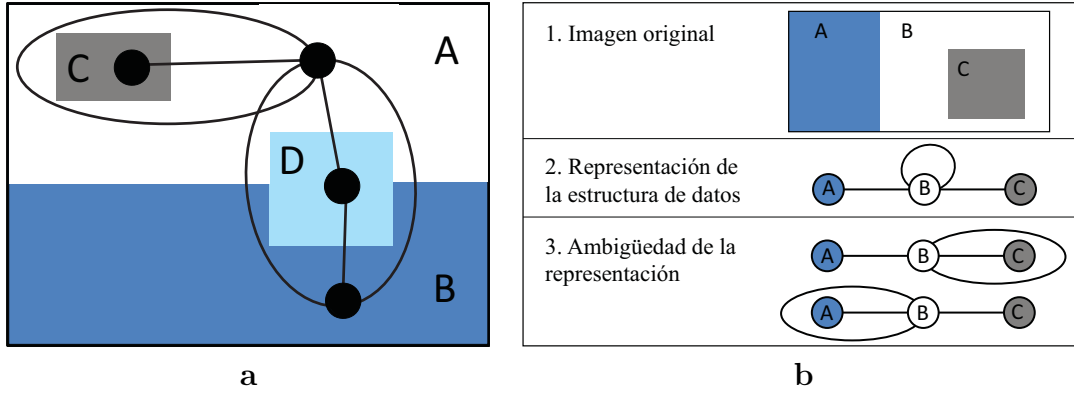 C
A
D
B
a
1. Imagen original
A
B
C
2. Representación de
la estructura de datos
A
B
C
3. Ambigüedad de la
representación
A
B
C
A
B
C
b